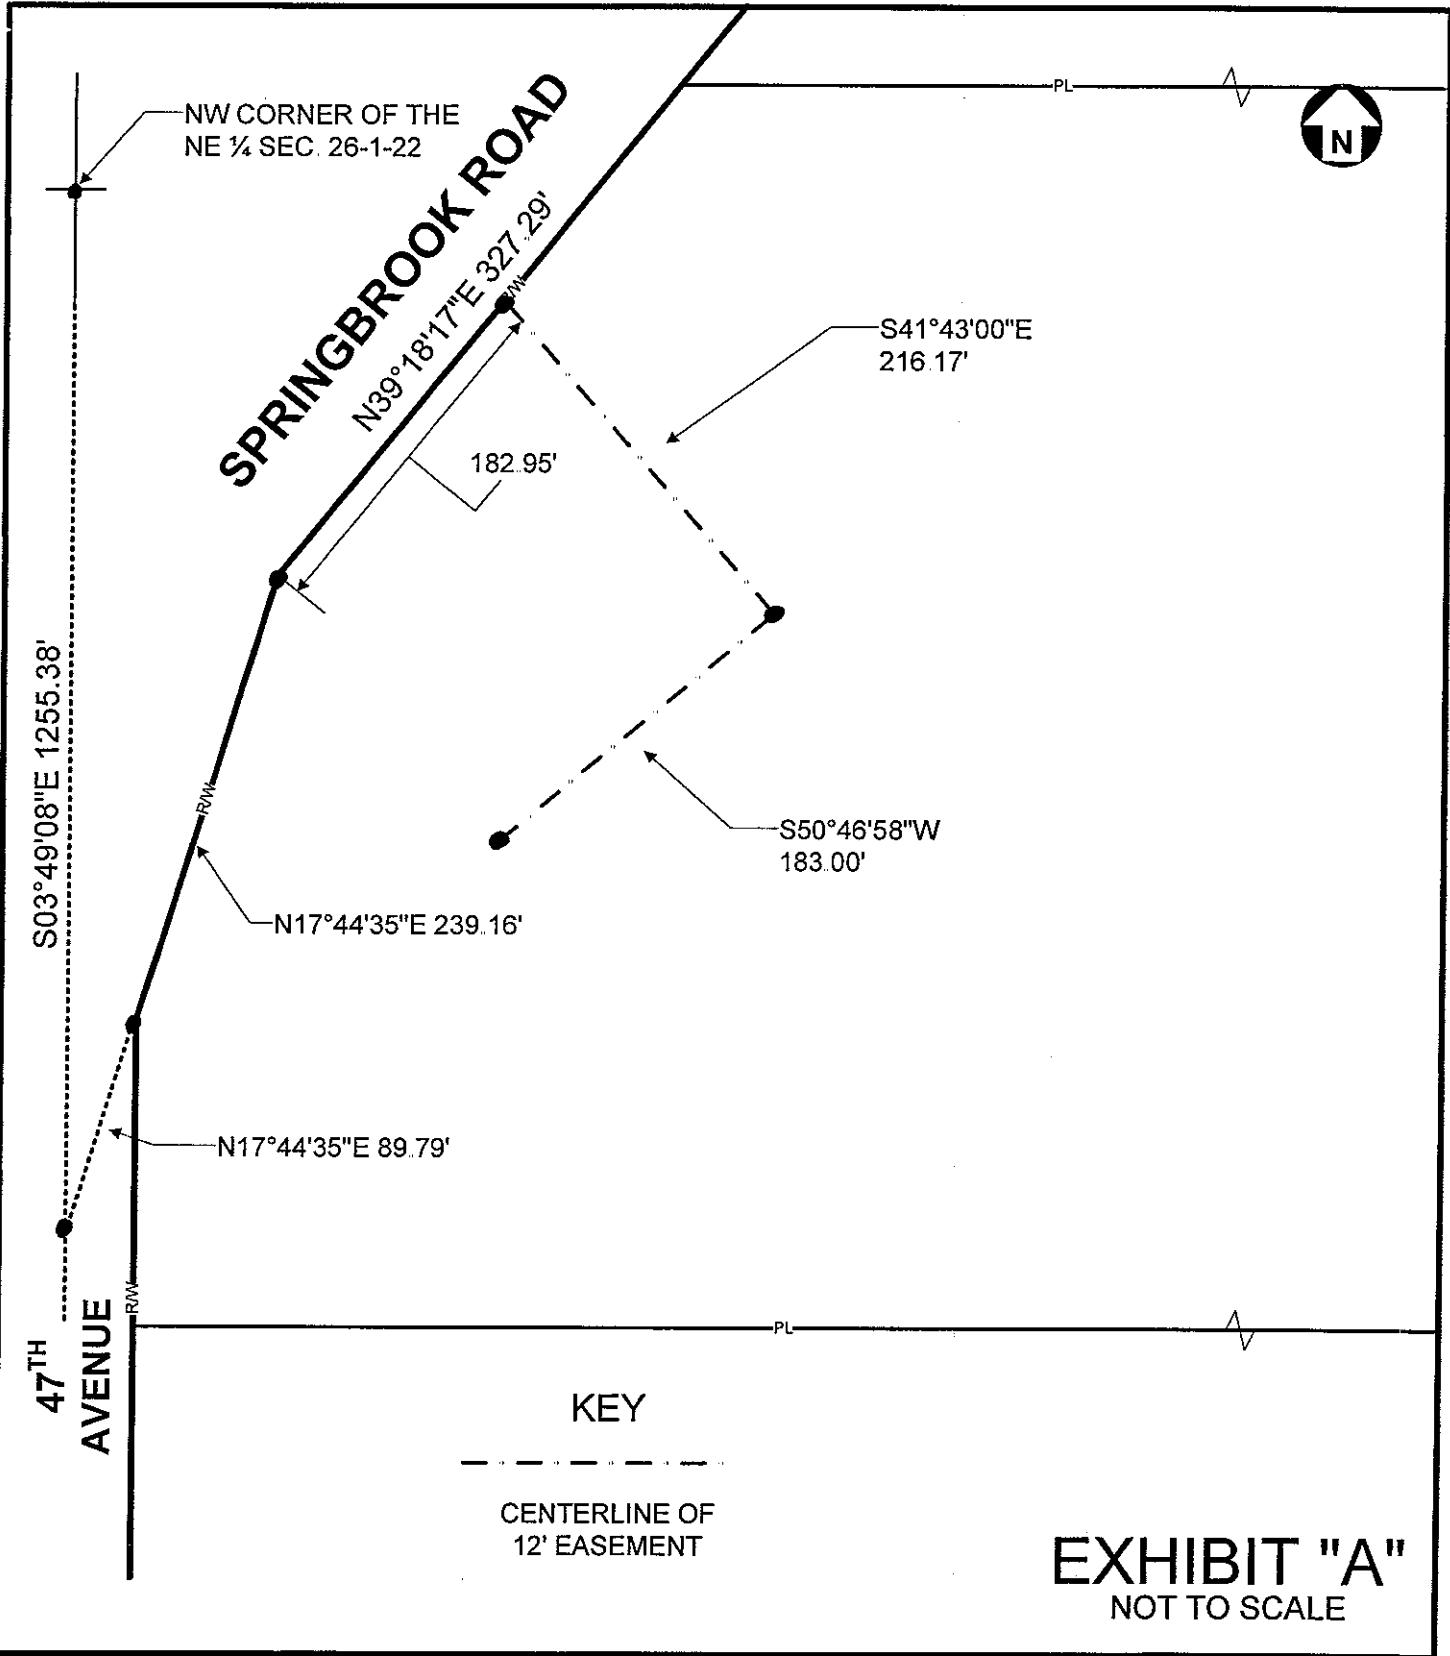 PL
NW CORNER OF THE
NE ¼ SEC. 26-1-22
N
SPRINGBROOK ROAD
N39°18'17"E 327.29'
R/W
S41°43'00"E
216.17'
182.95'
S03°49'08"E 1255.38'
R/W
S50°46'58"W
183.00'
N17°44'35"E 239.16'
N17°44'35"E 89.79'
R/W
PL
47TH
AVENUE
KEY
CENTERLINE OF
12' EASEMENT
EXHIBIT "A"
NOT TO SCALE